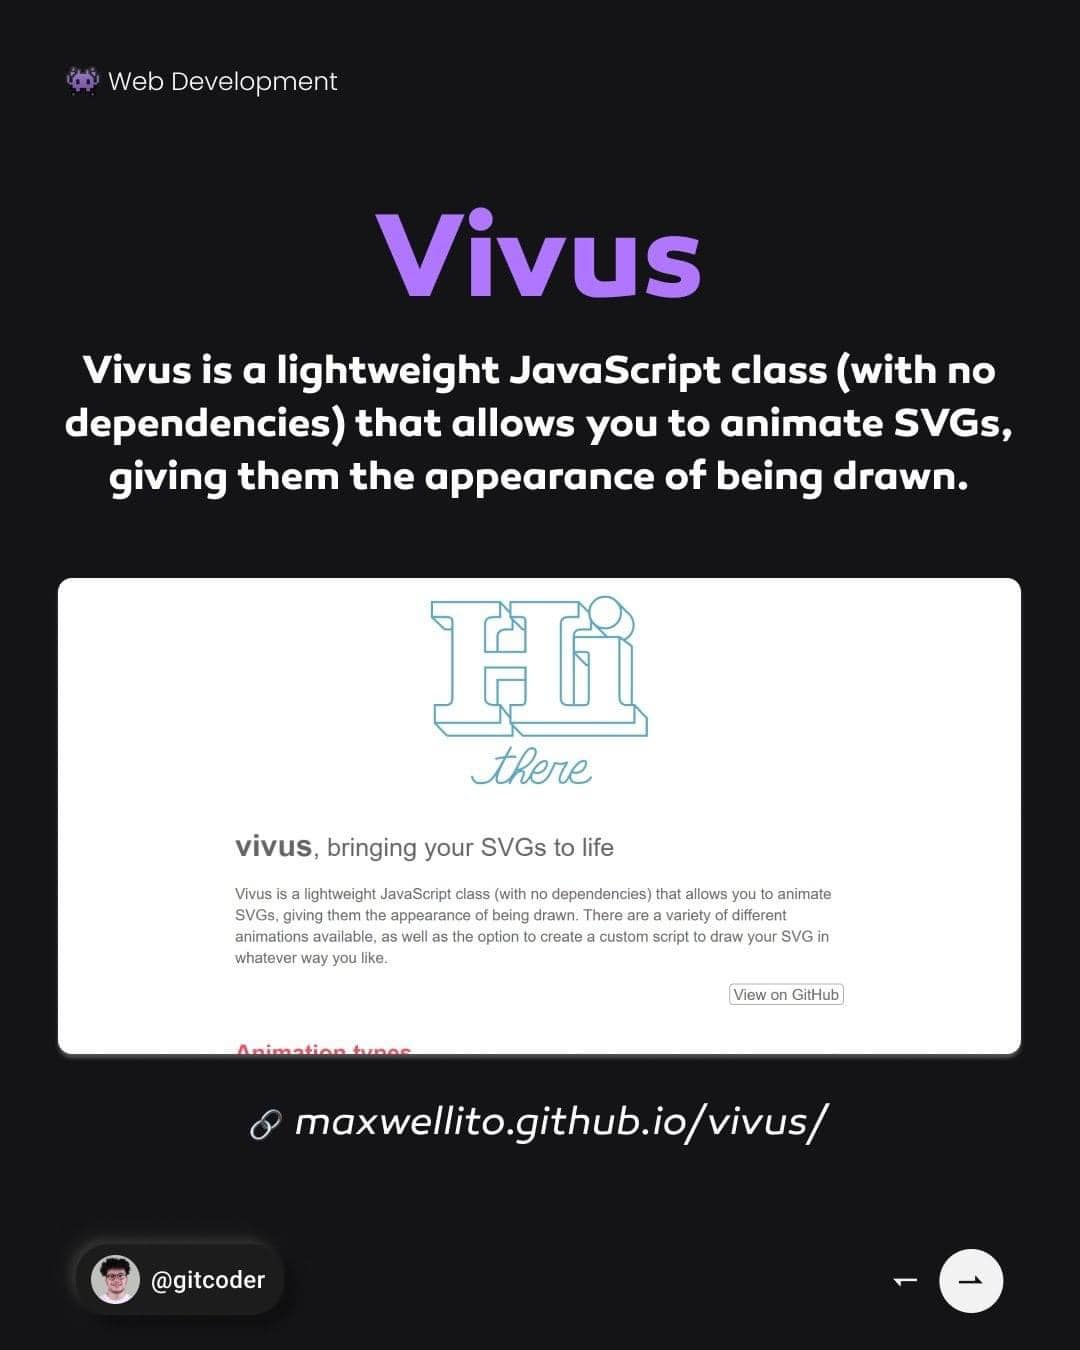 Web Development
Vivus
Vivus is a lightweight JavaScript class (with no
dependencies) that allows you to animate SVGs,
giving them the appearance of being drawn.
Hi
there
vivus, bringing your SVGs to life
Vivus is a lightweight JavaScript class (with no dependencies) that allows you to animate
SVGs, giving them the appearance of being drawn. There are a variety of different
animations available, as well as the option to create a custom script to draw your SVG in
whatever way you like.
View on GitHub
Animation types
maxwellito.github.io/vivus/
@gitcoder